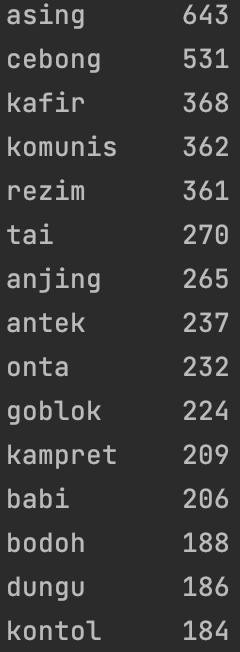 asing 643
cebong 531
kafir 368
komunis 362
rezim 361
tai 270
anjing 265
antek 237
onta 232
goblok 224
kampret 209
babi 206
bodoh 188
dungu 186
kontol 184